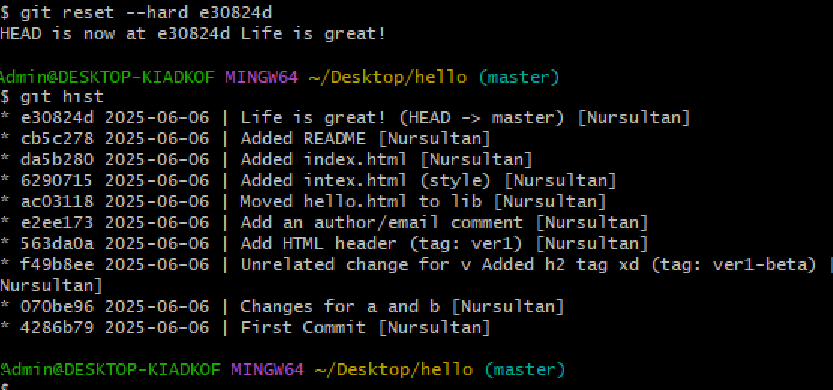 $ git reset --hard e30824d
HEAD is now at e30824d Life is great!
Admin@DESKTOP-KIADKOF MINGW64 ~/Desktop/hello (master)
$ git hist
* e30824d 2025-06-06 | Life is great! (HEAD -> master) [Nursultan]
* cb5c278 2025-06-06 | Added README [Nursultan]
* da5b280 2025-06-06 | Added index.html [Nursultan]
* 6290715 2025-06-06 | Added intex.html (style) [Nursultan]
* ac03118 2025-06-06 | Moved hello.html to lib [Nursultan]
* e2ee173 2025-06-06 | Add an author/email comment [Nursultan]
* 563da0a 2025-06-06 | Add HTML header (tag: ver1) [Nursultan]
* f49b8ee 2025-06-06 | Unrelated change for v Added h2 tag xd (tag: ver1-beta) [
Nursultan]
* 070be96 2025-06-06 | Changes for a and b [Nursultan]
* 4286b79 2025-06-06 | First Commit [Nursultan]
Admin@DESKTOP-KIADKOF MINGW64 ~/Desktop/hello (master)
$